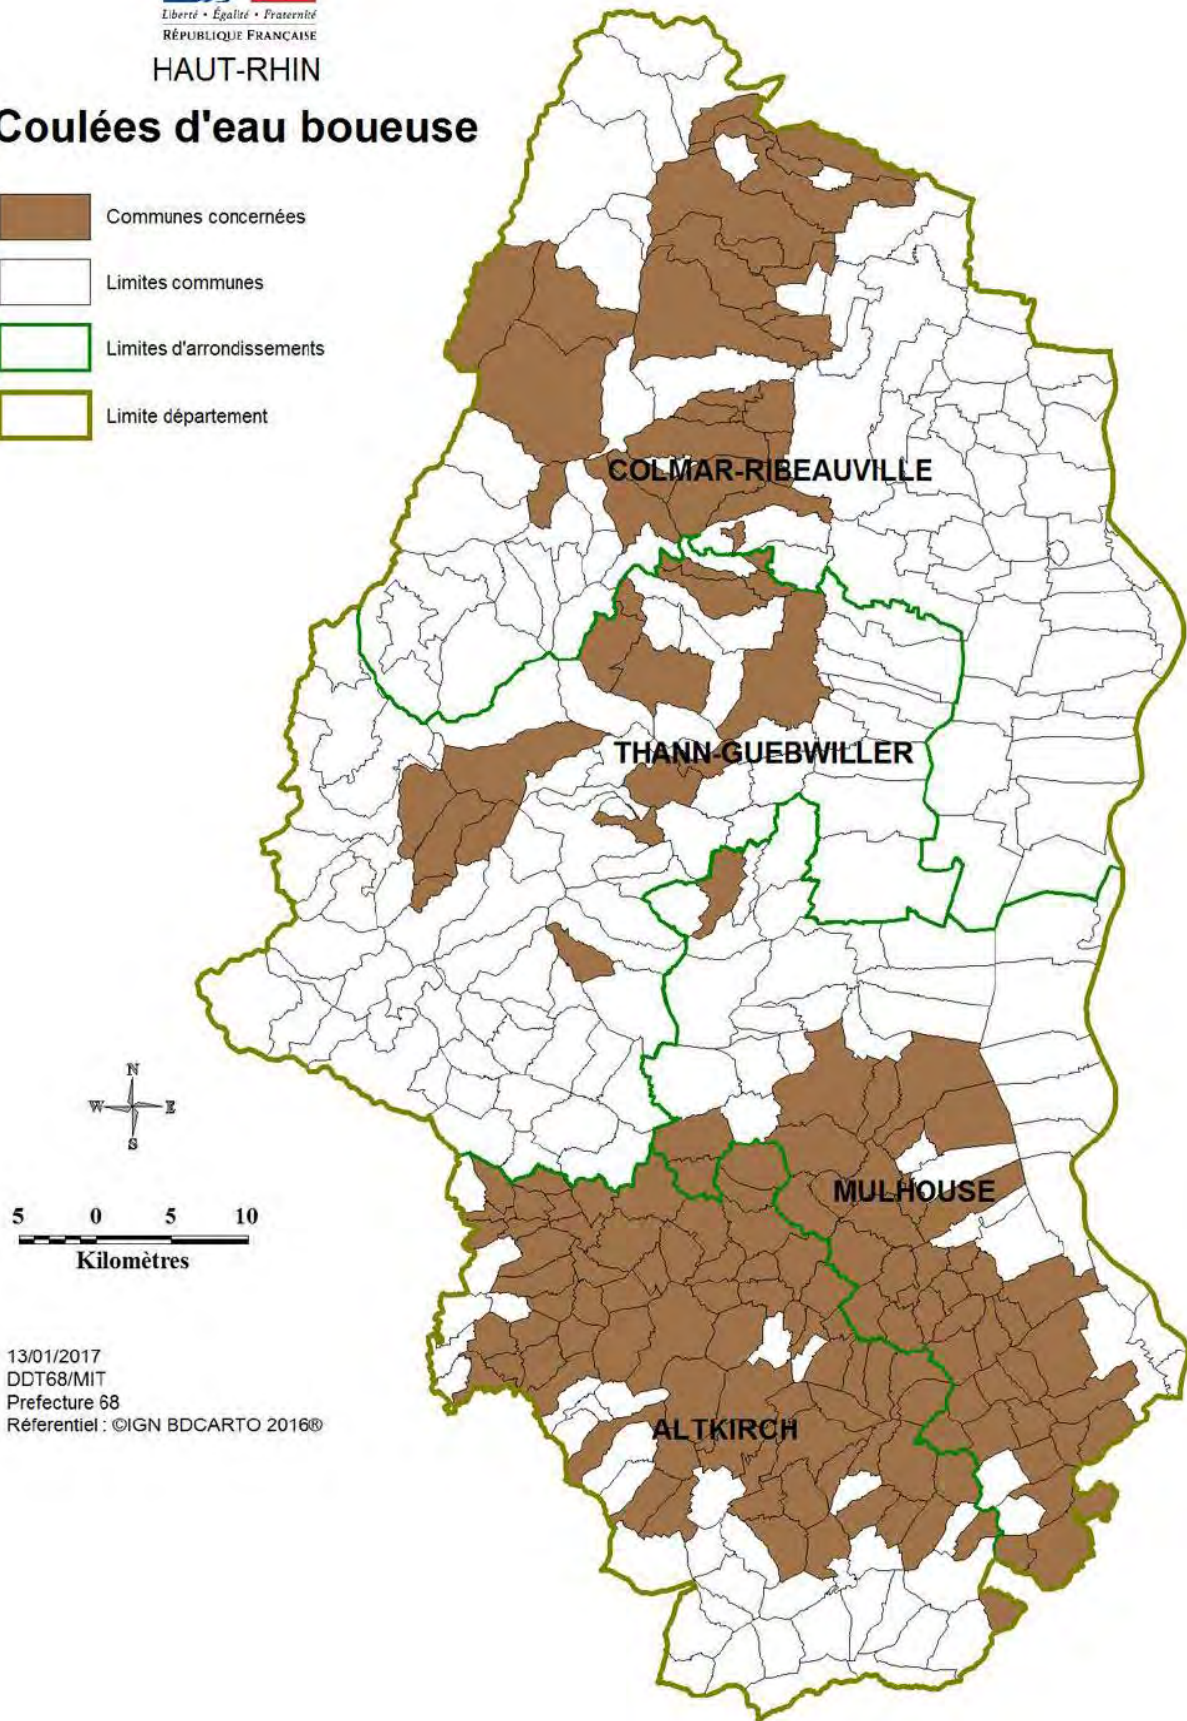 Liberté • Égalité • Fraternité
RÉPUBLIQUE FRANÇAISE
HAUT-RHIN
Coulées d'eau boueuse
Communes concernées
Limites communes
Limites d'arrondissements
Limite département
COLMAR-RIBEAUVILLE
THANN-GUEBWILLER
MULHOUSE
ALTKIRCH
N
W E
S
5 0 5 10
Kilomètres
13/01/2017
DDT68/MIT
Prefecture 68
Réferentiel : ©IGN BDCARTO 2016®